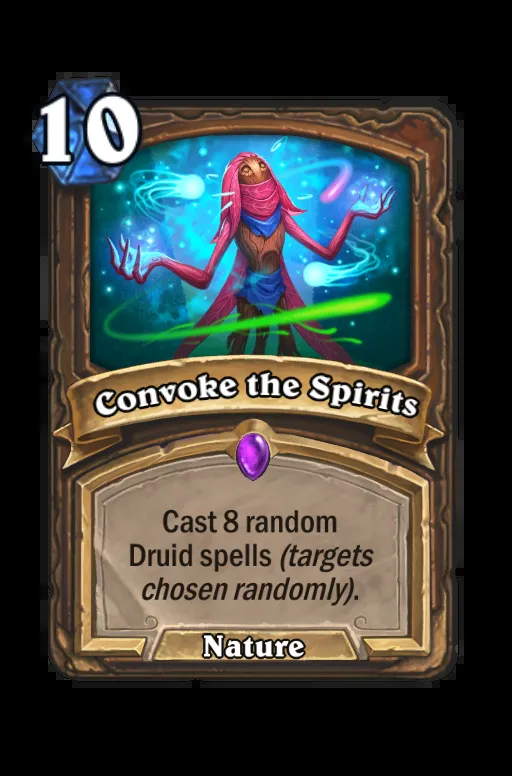 10
Convoke the Spirits
Cast 8 random
Druid spells (targets
chosen randomly).
Nature